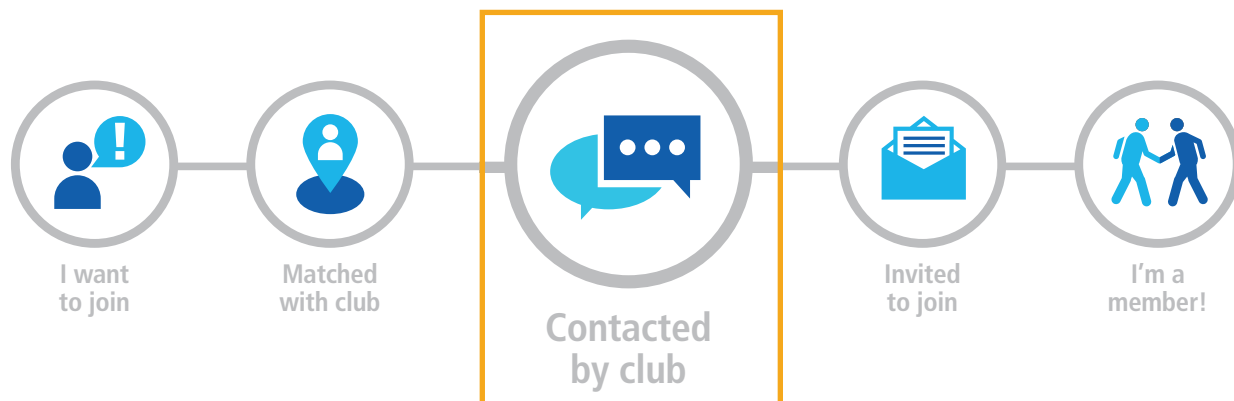 I want
to join
Matched
with club
Contacted
by club
Invited
to join
I'm a
member!